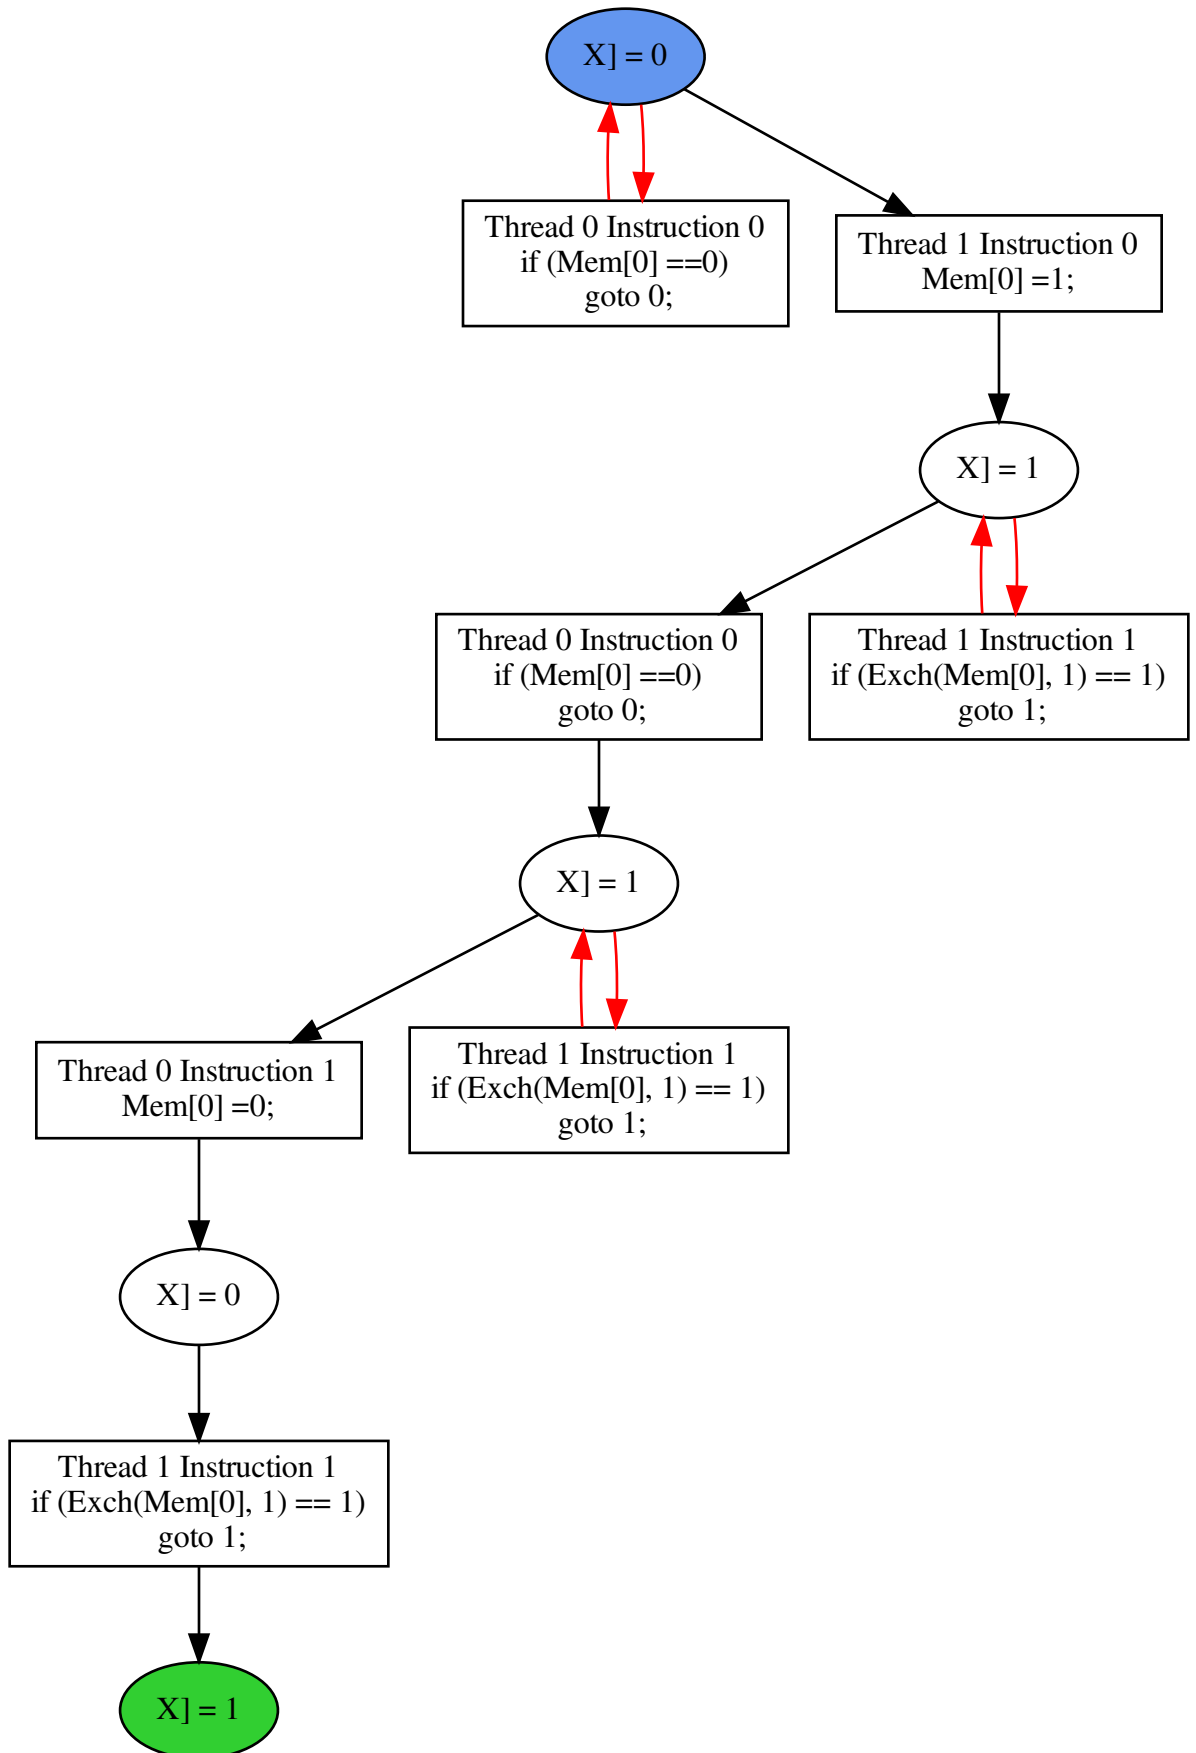 X] = 0
Thread 0 Instruction 0
if (Mem[0] ==0)
goto 0;
Thread 1 Instruction 0
Mem[0] =1;
X] = 1
Thread 0 Instruction 0
if (Mem[0] ==0)
goto 0;
Thread 1 Instruction 1
if (Exch(Mem[0], 1) == 1)
goto 1;
X] = 1
Thread 0 Instruction 1
Mem[0] =0;
Thread 1 Instruction 1
if (Exch(Mem[0], 1) == 1)
goto 1;
X] = 0
Thread 1 Instruction 1
if (Exch(Mem[0], 1) == 1)
goto 1;
X] = 1